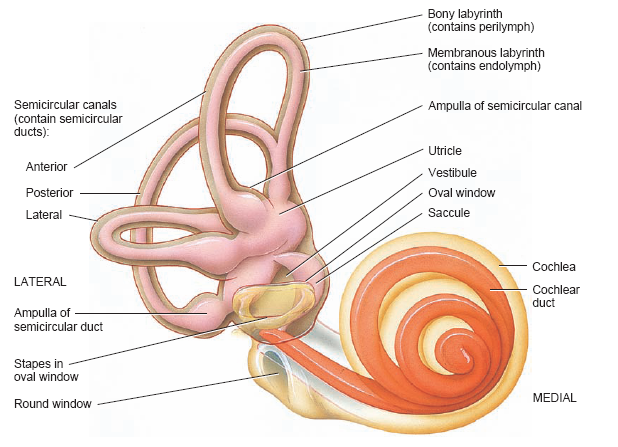 Bony labyrinth
(contains perilymph)
Membranous labyrinth
(contains endolymph)
Ampulla of semicircular canal
Utricle
Vestibule
Oval window
Saccule
Cochlea
Cochlear
duct
MEDIAL
Semicircular canals
(contain semicircular
ducts):
Anterior
Posterior
Lateral
LATERAL
Ampulla of
semicircular duct
Stapes in
oval window
Round window